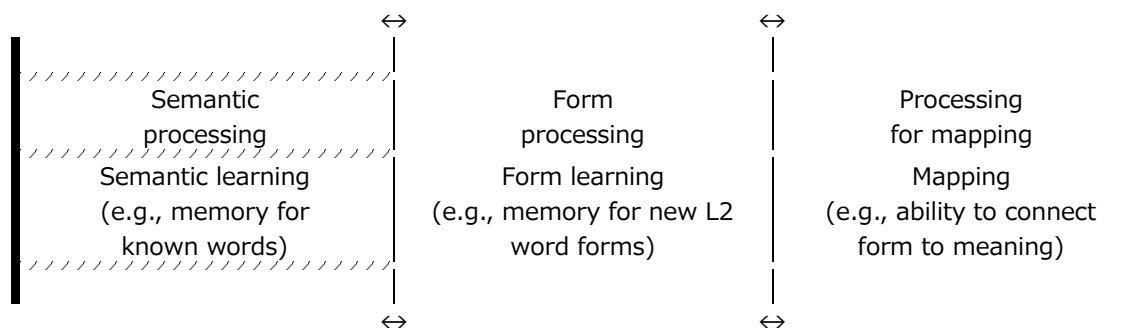 ↔ ↔
Semantic
processing
Form
processing
Processing
for mapping
Semantic learning
(e.g., memory for
known words)
Form learning
(e.g., memory for new L2
word forms)
Mapping
(e.g., ability to connect
form to meaning)
↔ ↔